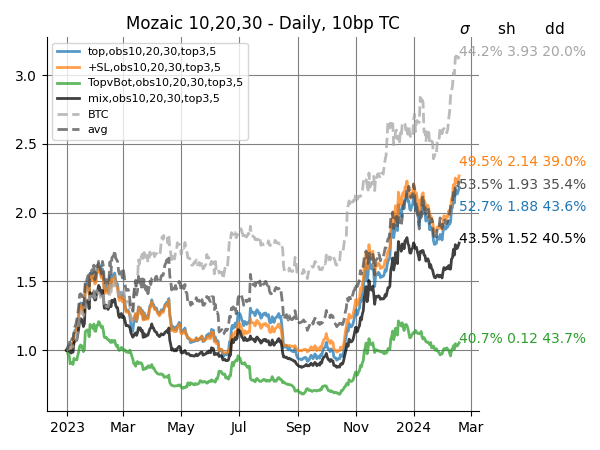 Mozaic 10,20,30 - Daily, 10bp TC
σ sh dd
top,obs10,20,30,top3,5
+SL,obs10,20,30,top3,5
TopvBot,obs10,20,30,top3,5
mix,obs10,20,30,top3,5
BTC
avg
44.2% 3.93 20.0%
49.5% 2.14 39.0%
53.5% 1.93 35.4%
52.7% 1.88 43.6%
43.5% 1.52 40.5%
40.7% 0.12 43.7%
3.0
2.5
2.0
1.5
1.0
2023 Mar May Jul Sep Nov 2024 Mar